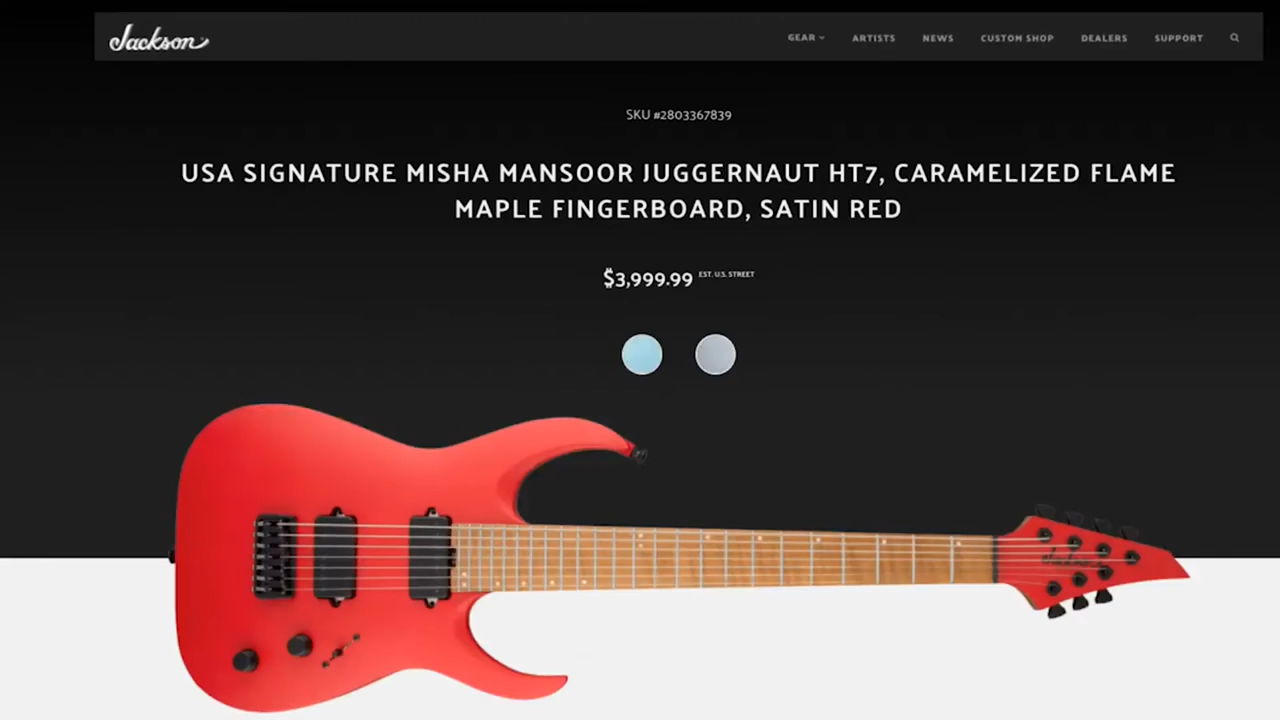 Jackson
GEAR ARTISTS NEWS CUSTOM SHOP DEALERS SUPPORT
SKU #2803367839
USA SIGNATURE MISHA MANSOOR JUGGERNAUT HT7, CARAMELIZED FLAME
MAPLE FINGERBOARD, SATIN RED
$3,999.99 EST. U.S. STREET
Jackson